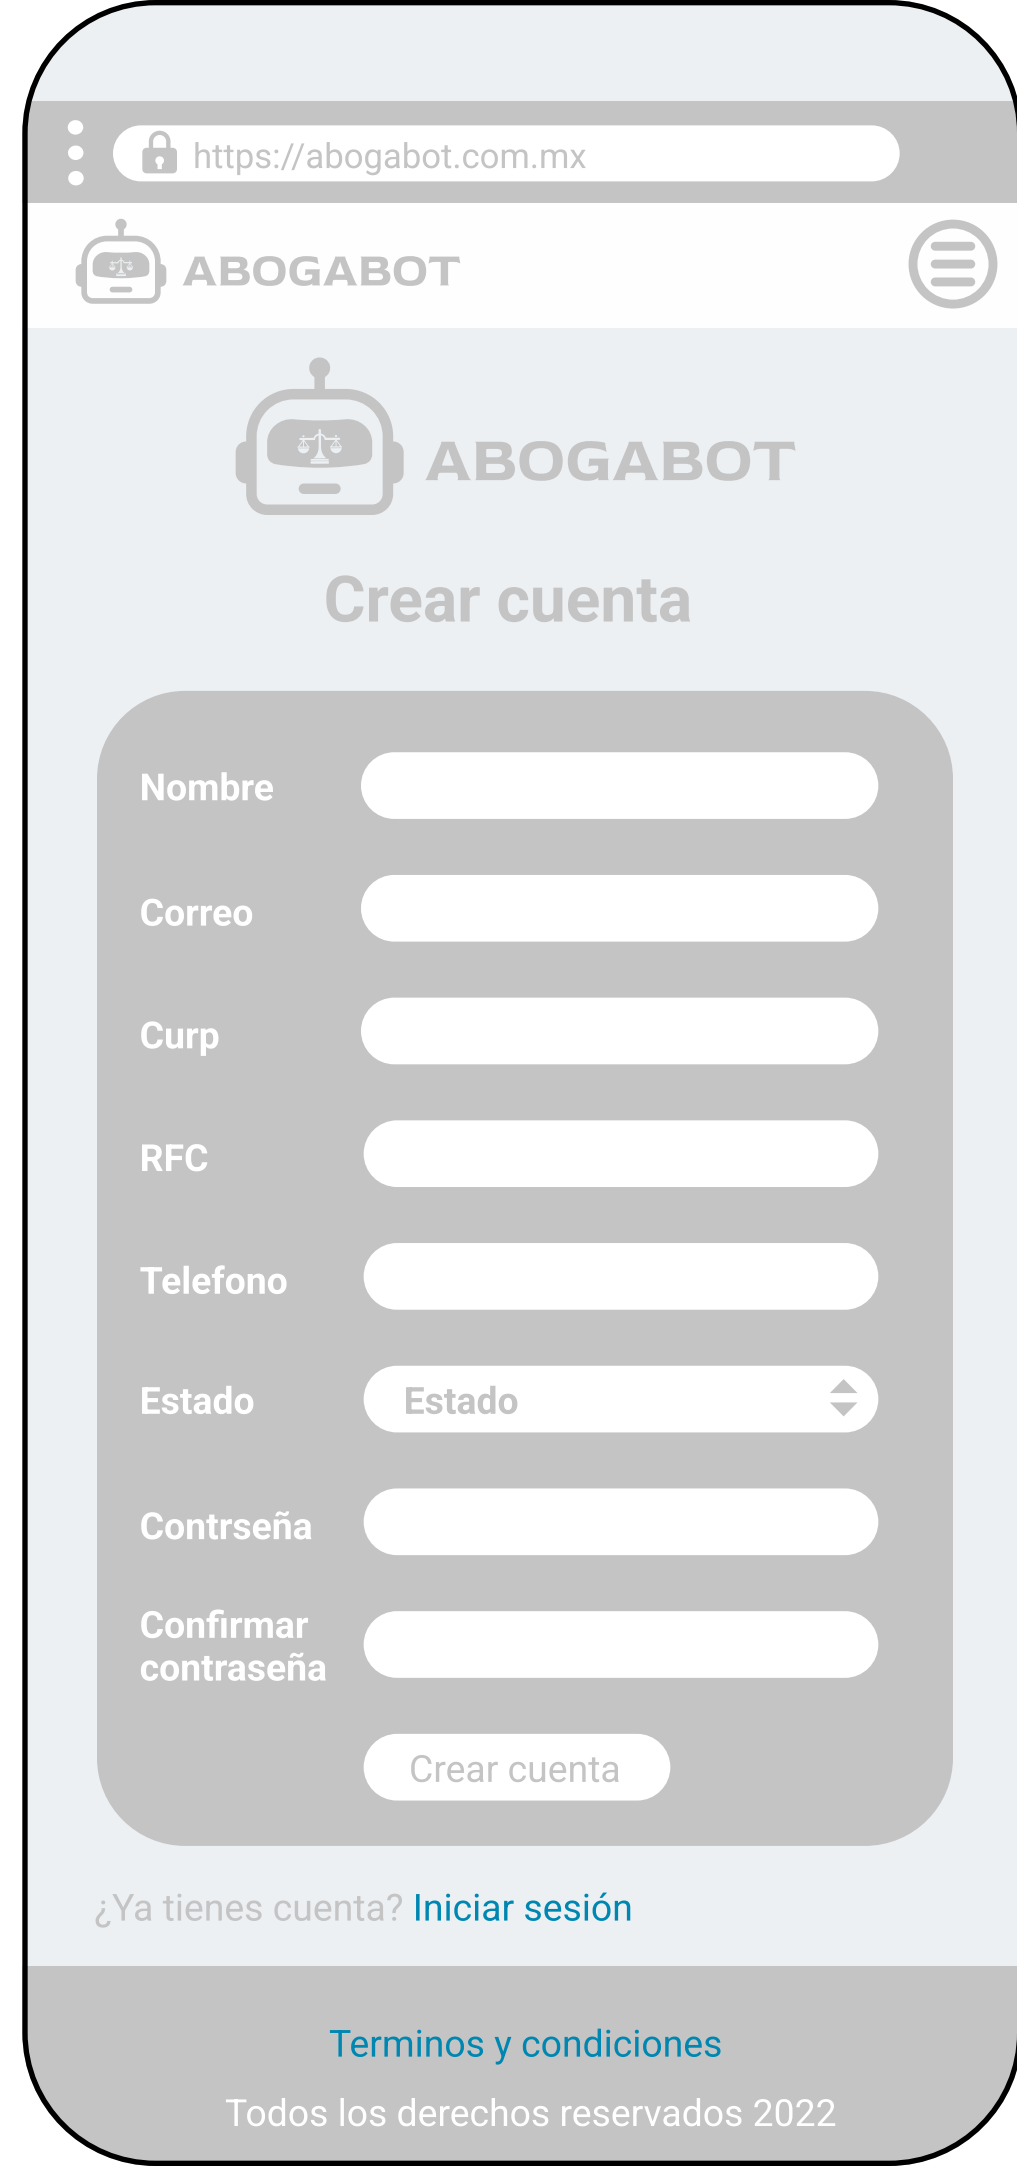 https://abogabot.com.mx
ABOGABOT
ABOGABOT
Crear cuenta
Nombre
Correo
Curp
RFC
Telefono
Estado Estado
Contrseña
Confirmar
contraseña
Crear cuenta
¿Ya tienes cuenta? Iniciar sesión
Terminos y condiciones
Todos los derechos reservados 2022